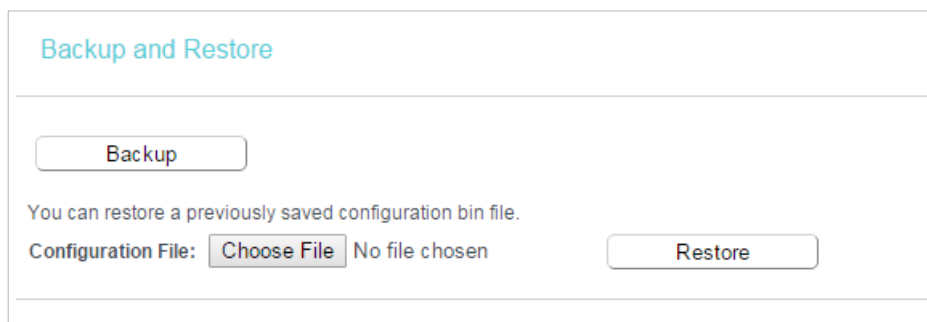 Backup and Restore
Backup
You can restore a previously saved configuration bin file.
Configuration File: Choose File No file chosen Restore